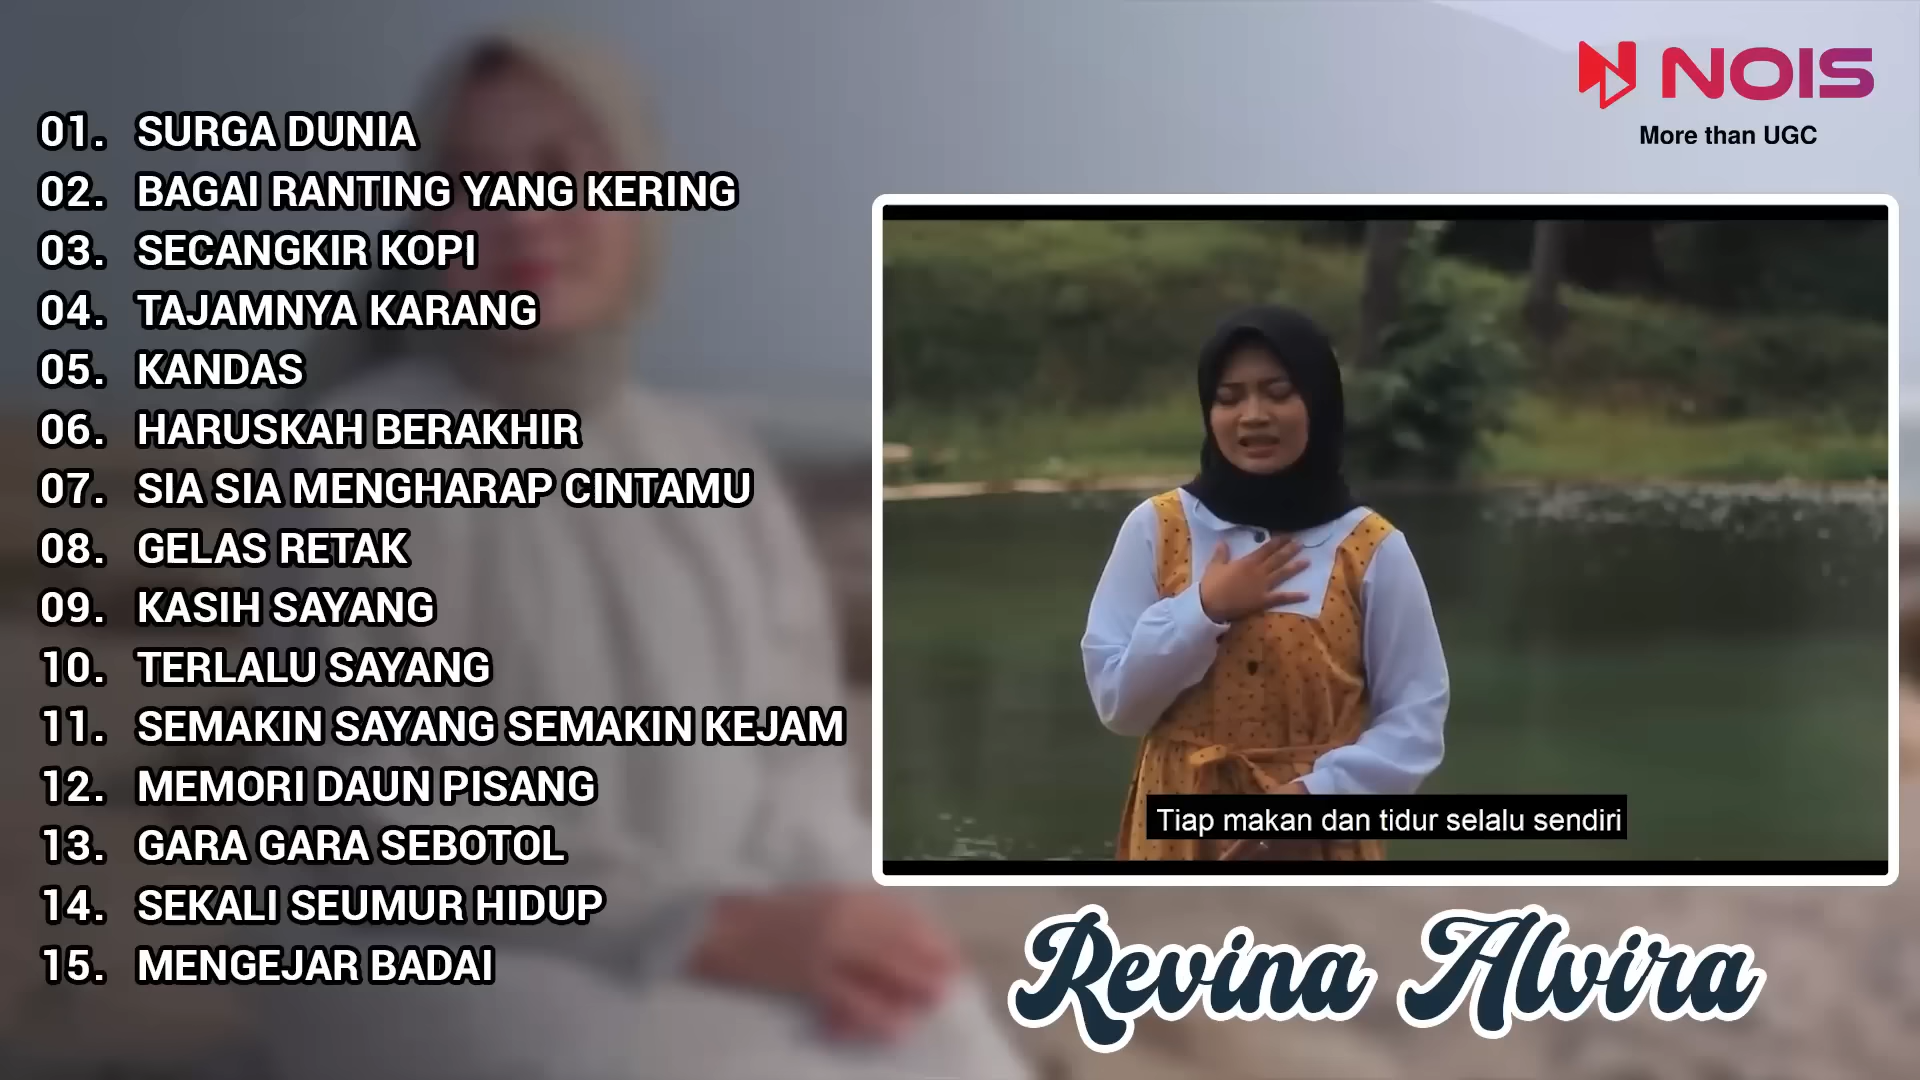 01. SURGA DUNIA
02. BAGAI RANTING YANG KERING
03. SECANGKIR KOPI
04. TAJAMNYA KARANG
05. KANDAS
06. HARUSKAH BERAKHIR
07. SIA SIA MENGHARAP CINTAMU
08. GELAS RETAK
09. KASIH SAYANG
10. TERLALU SAYANG
11. SEMAKIN SAYANG SEMAKIN KEJAM
12. MEMORI DAUN PISANG
13. GARA GARA SEBOTOL
14. SEKALI SEUMUR HIDUP
15. MENGEJAR BADAI
NOIS
More than UGC
Tiap makan dan tidur selalu sendiri
Revina Alvira